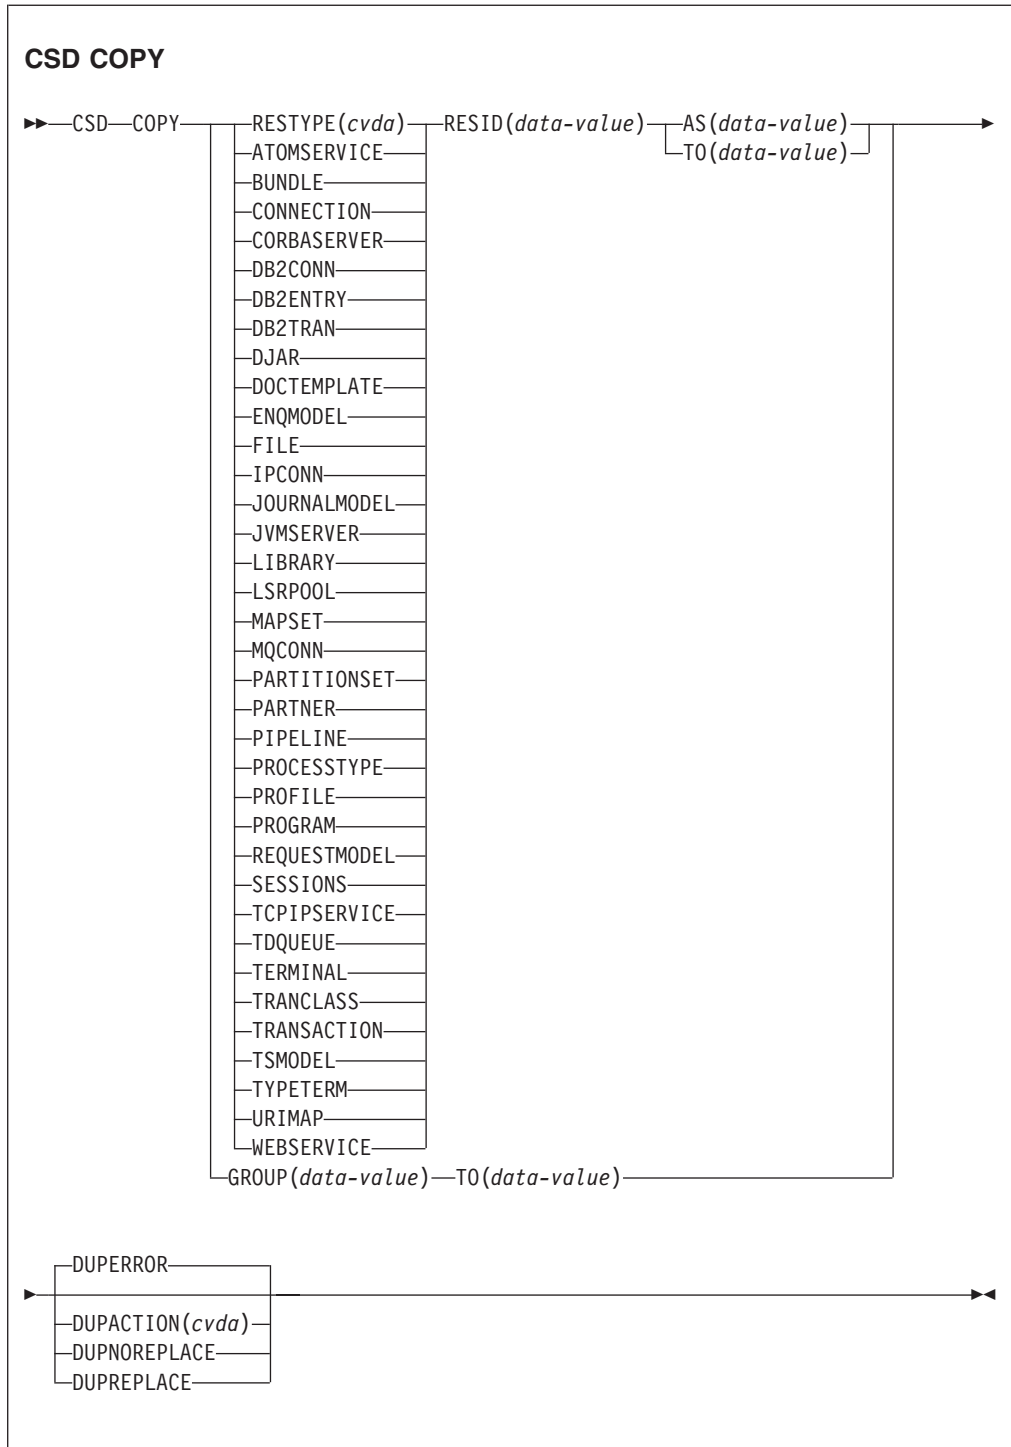 CSD COPY
CSD COPY RESTYPE(cvda) RESID(data-value) AS(data-value)
ATOMSERVICE TO(data-value)
BUNDLE
CONNECTION
CORBASERVER
DB2CONN
DB2ENTRY
DB2TRAN
DJAR
DOCTEMPLATE
ENQMODEL
FILE
IPCONN
JOURNALMODEL
JVMSERVER
LIBRARY
LSRPOOL
MAPSET
MQCONN
PARTITIONSET
PARTNER
PIPELINE
PROCESSTYPE
PROFILE
PROGRAM
REQUESTMODEL
SESSIONS
TCPIPSERVICE
TDQUEUE
TERMINAL
TRANCLASS
TRANSACTION
TSMODEL
TYPETERM
URIMAP
WEBSERVICE
GROUP(data-value) TO(data-value)
DUPERROR
DUPACTION(cvda)
DUPNOREPLACE
DUPREPLACE